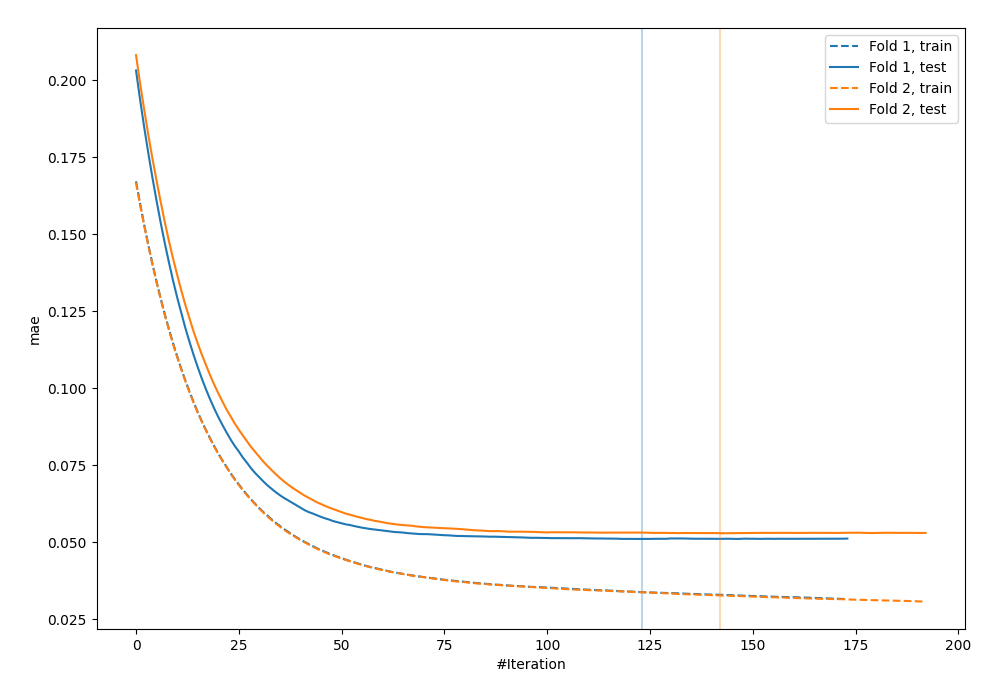 Fold 1, train
Fold 1, test
Fold 2, train
Fold 2, test
0.200
0.175
0.150
0.125
0.100
0.075
0.050
0.025
mae
0 25 50 75 100 125 150 175 200
#Iteration